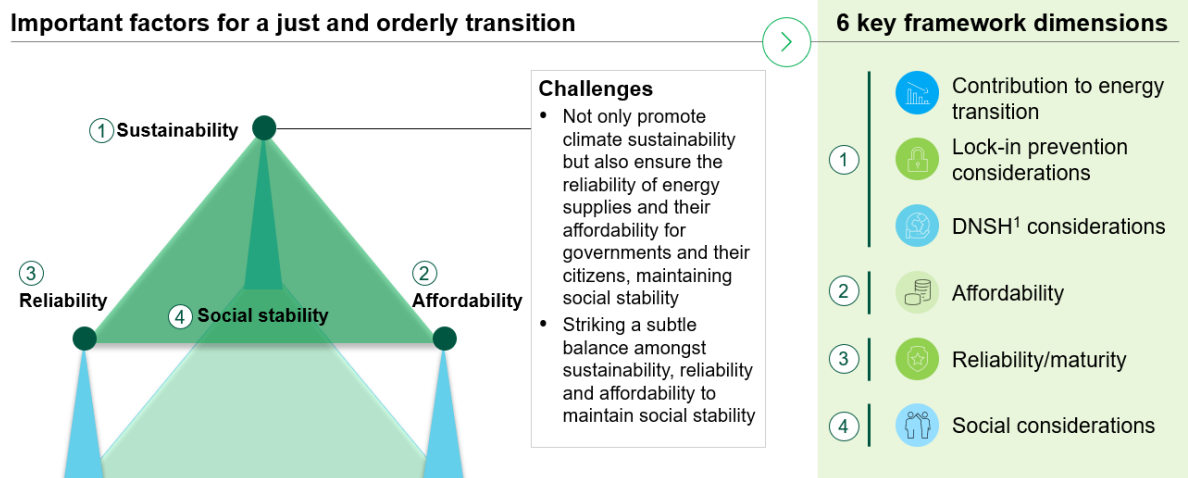 Important factors for a just and orderly transition
6 key framework dimensions
1 Sustainability
3
Reliability
2
Affordability
4 Social stability
Challenges
• Not only promote
climate sustainability
but also ensure the
reliability of energy
supplies and their
affordability for
governments and their
citizens, maintaining
social stability
• Striking a subtle
balance amongst
sustainability, reliability
and affordability to
maintain social stability
1
Contribution to energy
transition
Lock-in prevention
considerations
DNSH¹ considerations
2
Affordability
3
Reliability/maturity
4
Social considerations